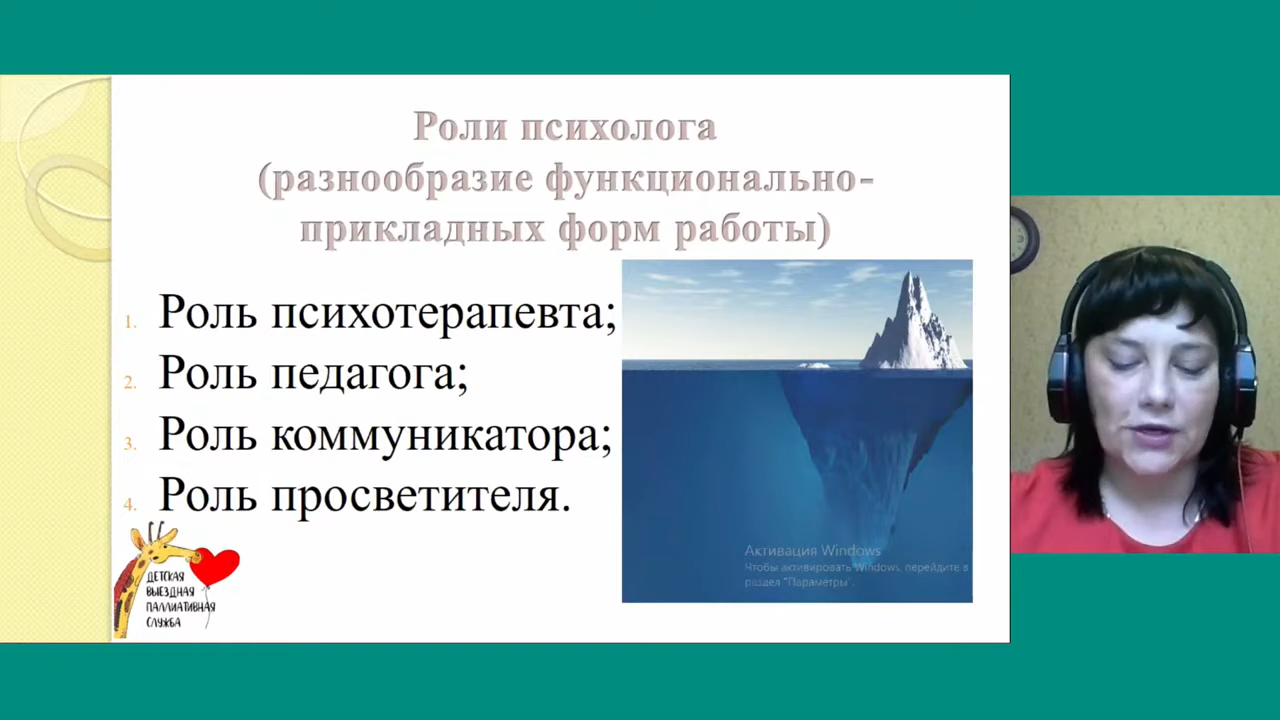 Роли психолога
(разнообразие функционально-
прикладных форм работы)
1. Роль психотерапевта;
2. Роль педагога;
3. Роль коммуникатора;
4. Роль просветителя.
ДЕТСКАЯ
ВЫЕЗДНАЯ
ПАЛЛИАТИВНАЯ
СЛУЖБА
Активация Windows
Чтобы активировать Windows, перейдите в
раздел "Параметры".